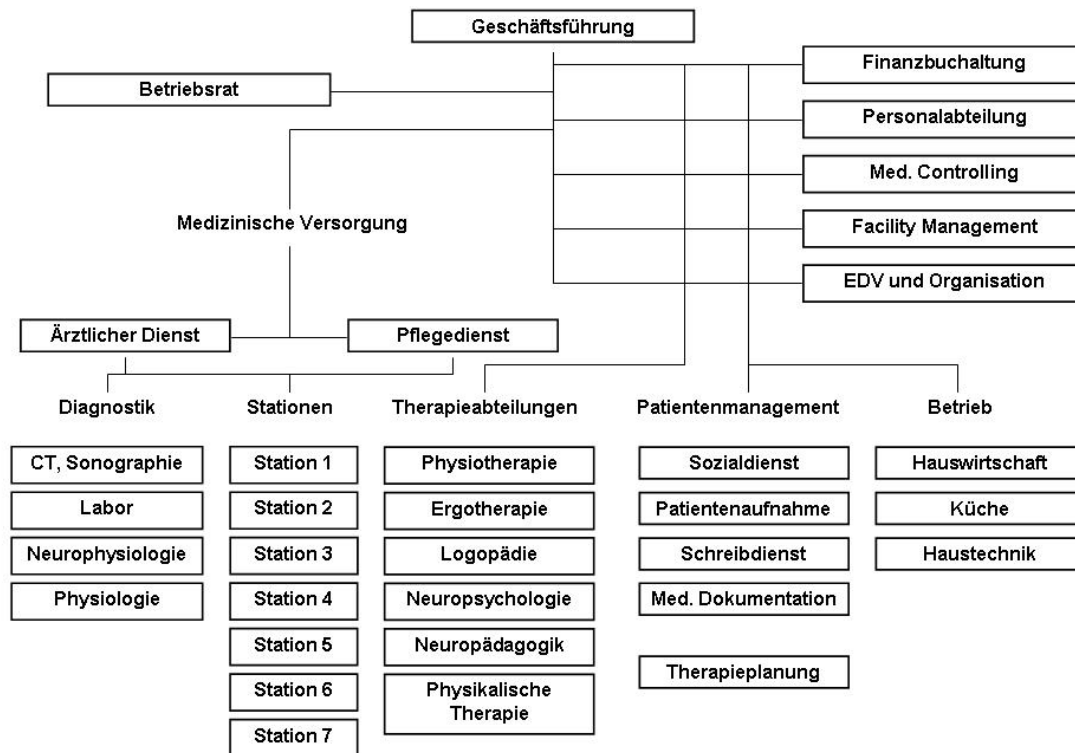 Geschäftsführung
Finanzbuchaltung
Betriebsrat
Personalabteilung
Med. Controlling
Medizinische Versorgung
Facility Management
EDV und Organisation
Ärztlicher Dienst
Pflegedienst
Diagnostik
Stationen
Therapieabteilungen
Patientenmanagement
Betrieb
CT, Sonographie
Labor
Neurophysiologie
Physiologie
Station 1
Station 2
Station 3
Station 4
Station 5
Station 6
Station 7
Physiotherapie
Ergotherapie
Logopädie
Neuropsychologie
Neuropädagogik
Physikalische
Therapie
Sozialdienst
Patientenaufnahme
Schreibdienst
Med. Dokumentation
Therapieplanung
Hauswirtschaft
Küche
Haustechnik